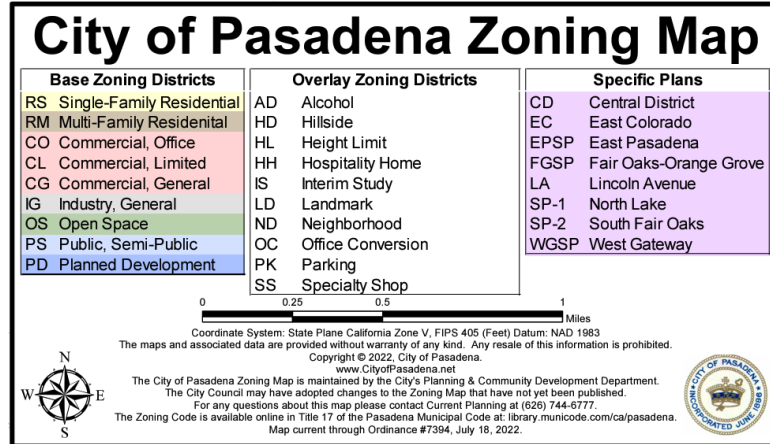 City of Pasadena Zoning Map
Base Zoning Districts
RS Single-Family Residential
RM Multi-Family Resideníal
CO Commercial, Office
CL Commercial, Limited
CG Commercial, General
IG Industry, General
OS Open Space
PS Public, Semi-Public
PD Planned Development
Overlay Zoning Districts
AD Alcohol
HD Hillside
HL Height Limit
HH Hospitality Home
IS Interim Study
LD Landmark
ND Neighborhood
OC Office Conversion
PK Parking
SS Specialty Shop
Specific Plans
CD Central District
EC East Colorado
EPSP East Pasadena
FGSP Fair Oaks-Orange Grove
LA Lincoln Avenue
SP-1 North Lake
SP-2 South Fair Oaks
WGSP West Gateway
0 0.25 0.5 1
Miles
Coordinate System: State Plane California Zone V, FIPS 405 (Feet) Datum: NAD 1983
The maps and associated data are provided without warranty of any kind. Any resale of this information is prohibited.
Copyright © 2022, City of Pasadena.
www.CityofPasadena.net
The City of Pasadena Zoning Map is maintained by the City's Planning & Community Development Department.
The City Council may have adopted changes to the Zoning Map that have not yet been published.
For any questions about this map please contact Current Planning at (626) 744-6777.
The Zoning Code is available online in Title 17 of the Pasadena Municipal Code at: library.municode.com/ca/pasadena.
Map current through Ordinance #7394, July 18, 2022.
N
W E
S
CITY OF PASADENA
INCORPORATED JUNE 1886